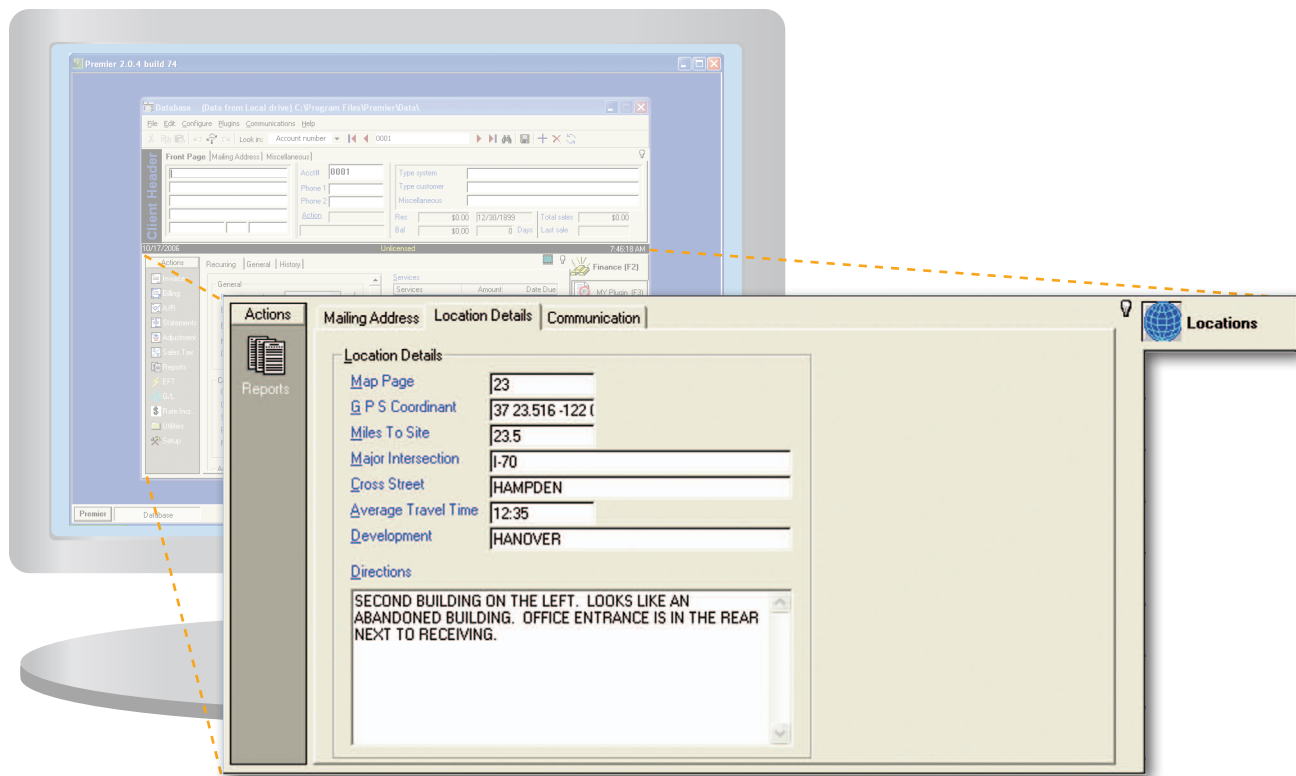 Premier 2.0.4 build 74
Database (Data from Local drive) C:\Program Files\Premier\Data\
File Edit Configure Plugins Communications Help
Look in: Account number 0001
Client Header
Front Page Mailing Address Miscellaneous
Acct# 0001
Phone 1
Phone 2
Action
Type system
Type customer
Miscellaneous
Rec $0.00 12/30/1899 Total sales $0.00
Bal $0.00 0 Days Last sale
10/17/2006 Unlicensed 7:46:18 AM
Actions
Recurring General History
Finance (F2)
General
Services
Services Amount Date Due
MY Plugin (F3)
Billing
A/R
Statements
Adjustment
Sales Tax
Reports
EFT
G/L
Rate Incr.
Utilities
Setup
Premier Database
Actions
Reports
Mailing Address Location Details Communication
Locations
Location Details
Map Page 23
G P S Coordinant 37 23.516 -122 0
Miles To Site 23.5
Major Intersection I-70
Cross Street HAMPDEN
Average Travel Time 12:35
Development HANOVER
Directions
SECOND BUILDING ON THE LEFT. LOOKS LIKE AN
ABANDONED BUILDING. OFFICE ENTRANCE IS IN THE REAR
NEXT TO RECEIVING.